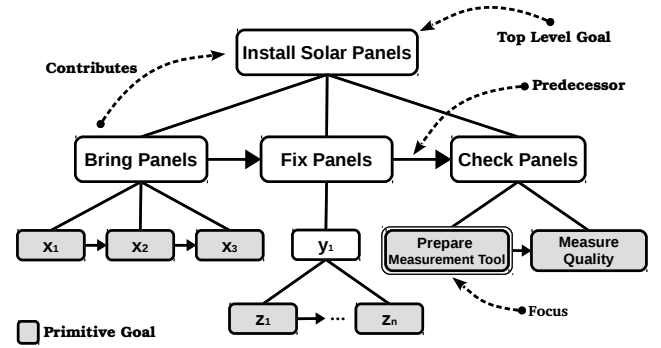 Install Solar Panels
Top Level Goal
Contributes
Predecessor
Bring Panels
Fix Panels
Check Panels
x1
x2
x3
y1
Prepare
Measurement Tool
Measure
Quality
z1
...
zn
Focus
Primitive Goal